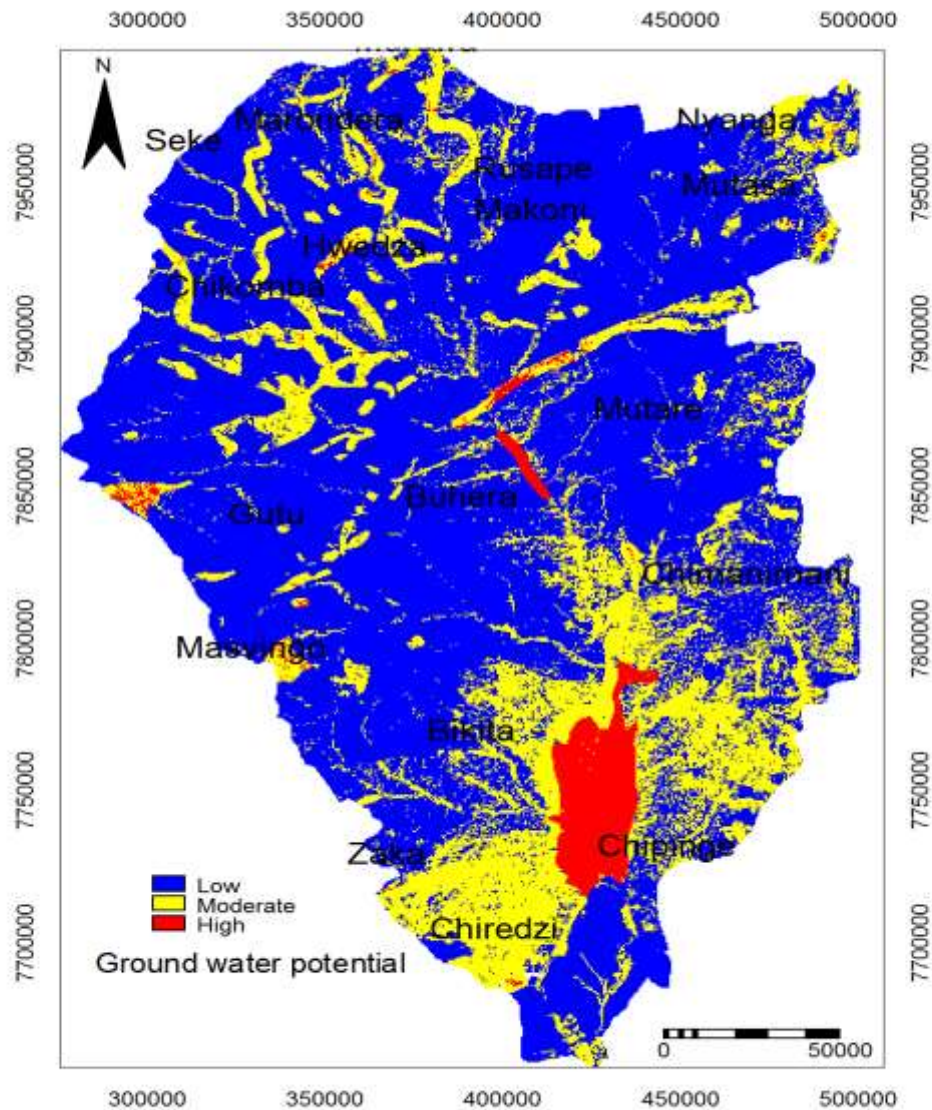 300000 350000 400000 450000 500000
N
Marondera
Nyanga
Seke
Rusape
Mutasa
Makoni
Hwedza
Chikomba
Mutare
Buhera
Gutu
Chimanimani
Masvingo
Bikita
Chipinge
Zaka
Low
Moderate
High
Chiredzi
Ground water potential
0 50000
7950000
7900000
7850000
7800000
7750000
7700000
7950000
7900000
7850000
7800000
7750000
7700000
300000 350000 400000 450000 500000